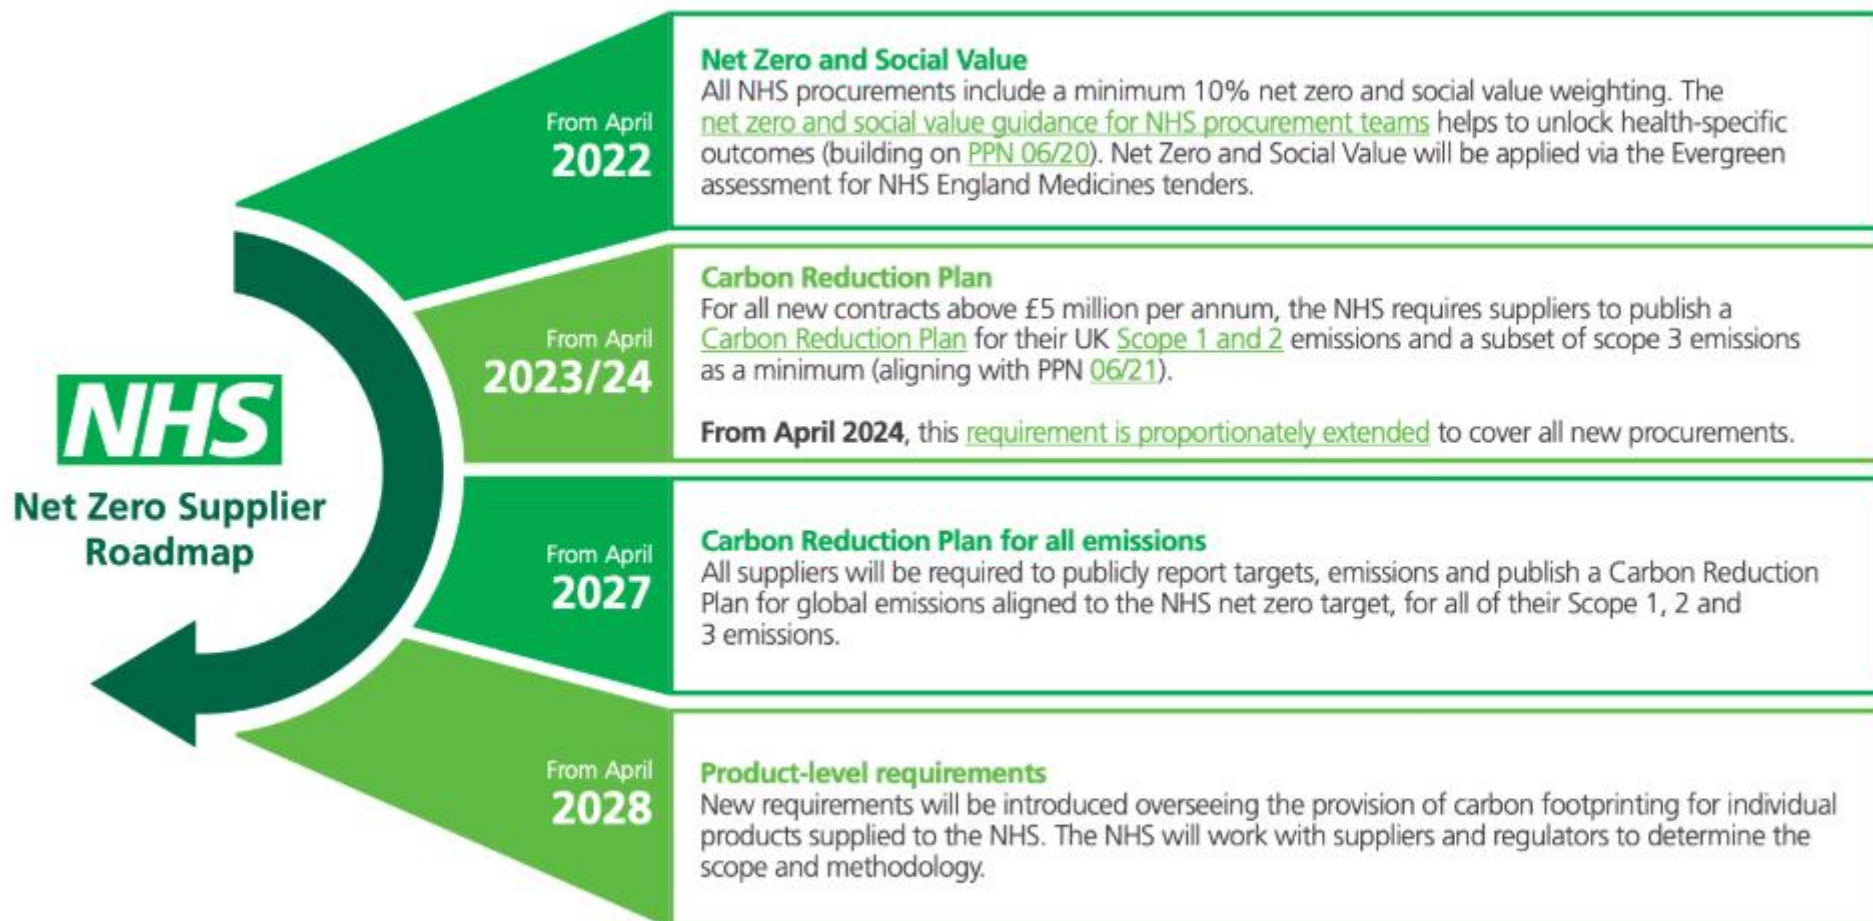 NHS
Net Zero Supplier
Roadmap
From April
2022
Net Zero and Social Value
All NHS procurements include a minimum 10% net zero and social value weighting. The
net zero and social value guidance for NHS procurement teams helps to unlock health-specific
outcomes (building on PPN 06/20). Net Zero and Social Value will be applied via the Evergreen
assessment for NHS England Medicines tenders.
From April
2023/24
Carbon Reduction Plan
For all new contracts above £5 million per annum, the NHS requires suppliers to publish a
Carbon Reduction Plan for their UK Scope 1 and 2 emissions and a subset of scope 3 emissions
as a minimum (aligning with PPN 06/21).
From April 2024, this requirement is proportionately extended to cover all new procurements.
From April
2027
Carbon Reduction Plan for all emissions
All suppliers will be required to publicly report targets, emissions and publish a Carbon Reduction
Plan for global emissions aligned to the NHS net zero target, for all of their Scope 1, 2 and
3 emissions.
From April
2028
Product-level requirements
New requirements will be introduced overseeing the provision of carbon footprinting for individual
products supplied to the NHS. The NHS will work with suppliers and regulators to determine the
scope and methodology.